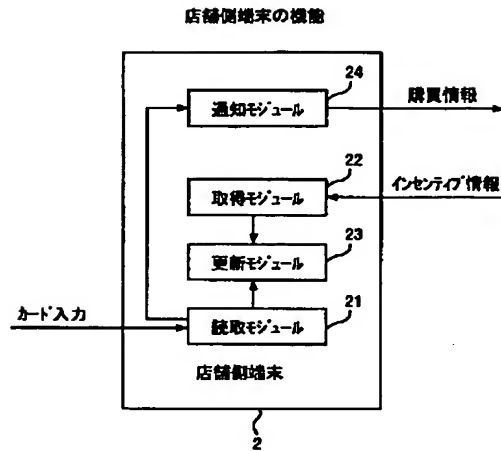 店舗側端末の機能
24
通知モジュール
購買情報
22
取得モジュール
インセンティブ情報
23
更新モジュール
カード入力
21
読取モジュール
店舗側端末
2